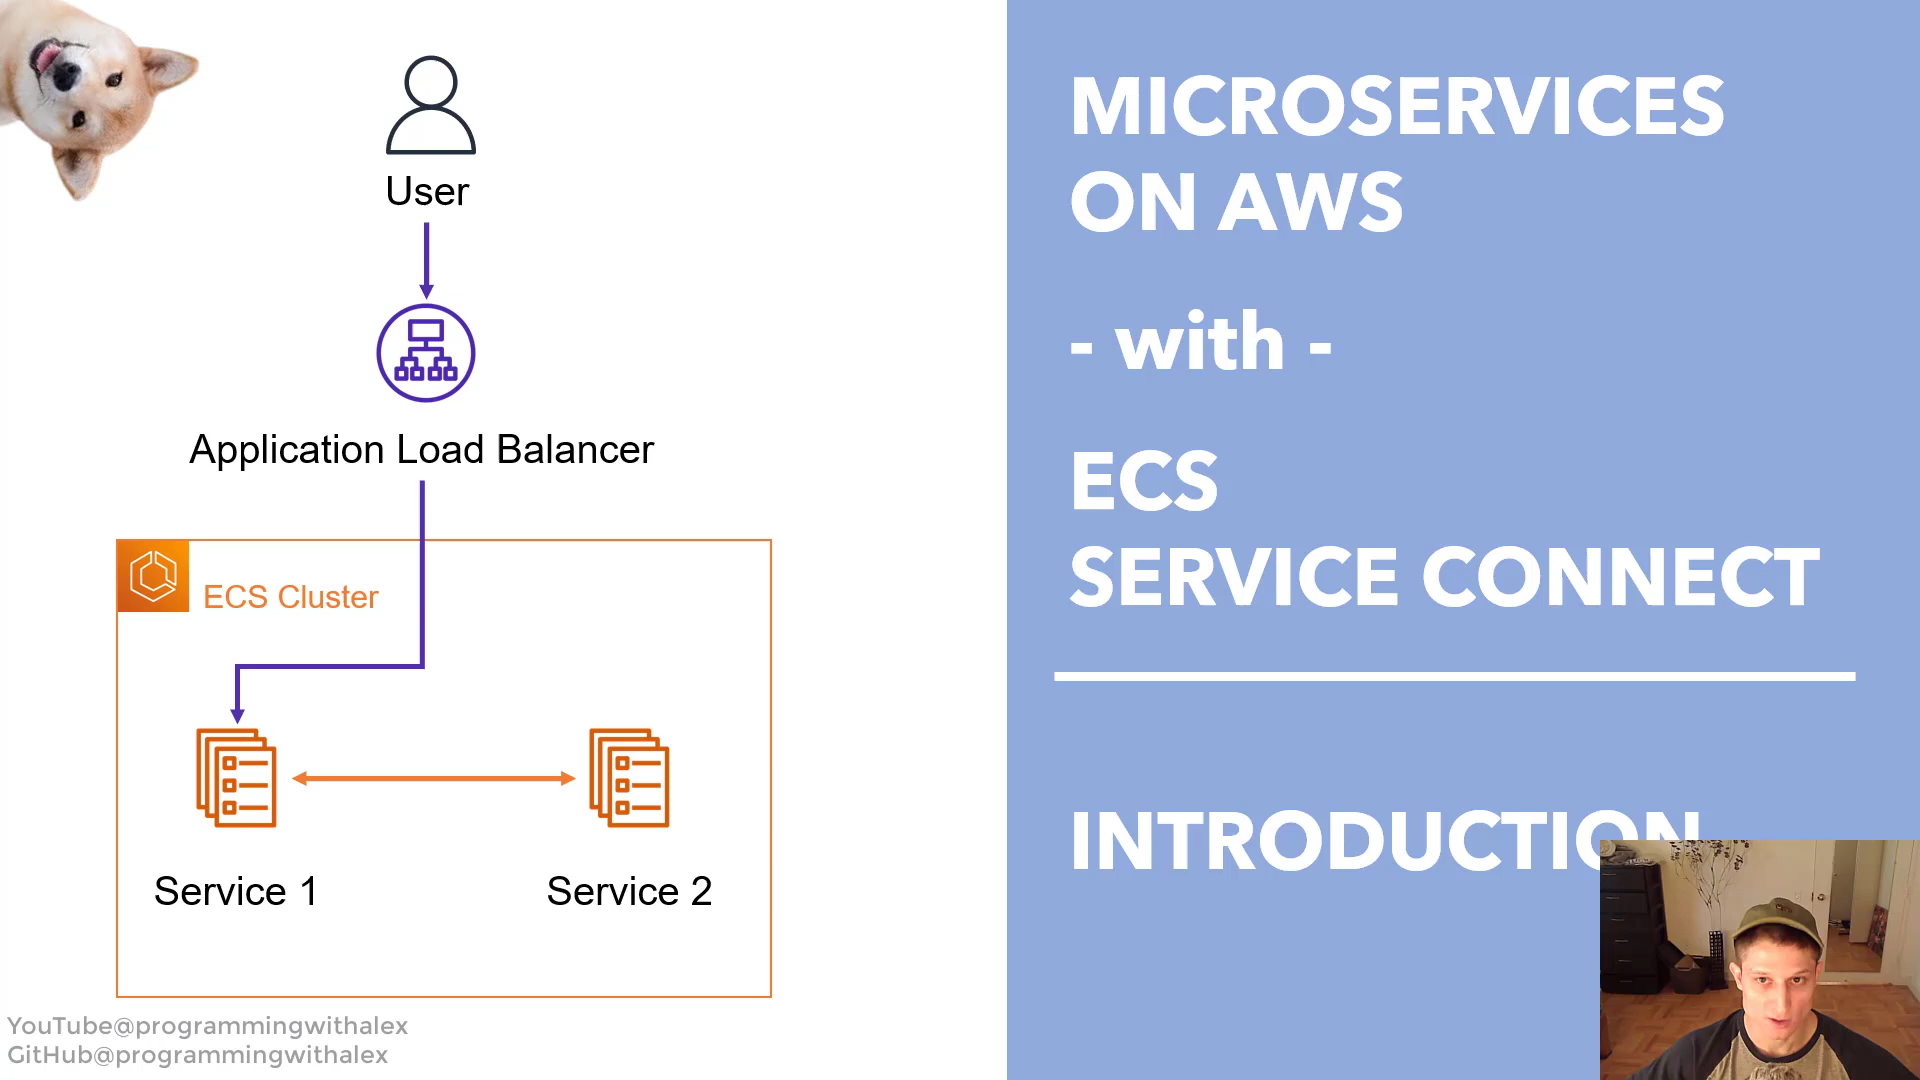 User
Application Load Balancer
ECS Cluster
Service 1
Service 2
YouTube@programmingwithalex
GitHub@programmingwithalex
MICROSERVICES
ON AWS
- with -
ECS
SERVICE CONNECT
INTRODUCTION